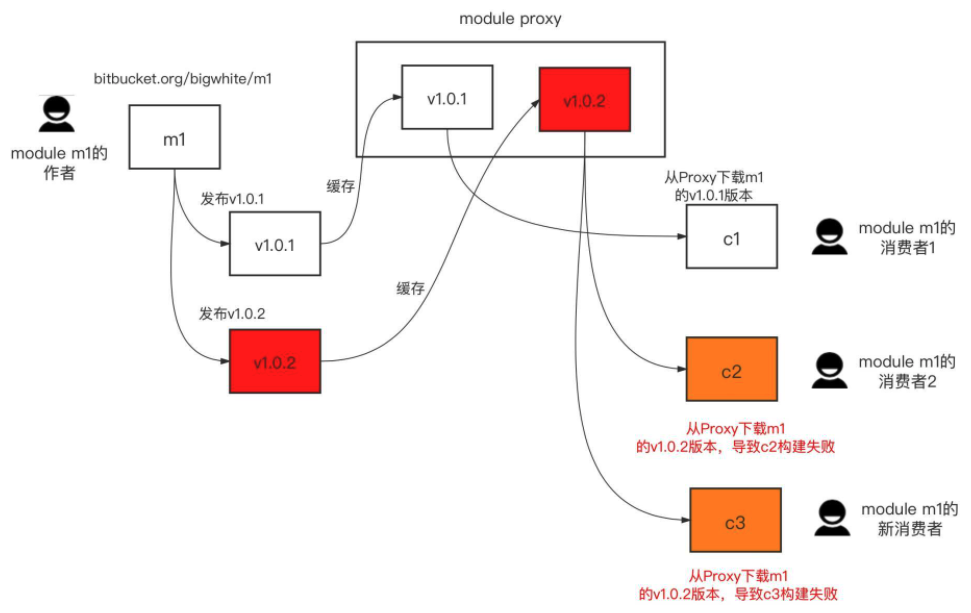 module proxy
bitbucket.org/bigwhite/m1
v1.0.1
v1.0.2
m1
module m1的
作者
发布v1.0.1
缓存
v1.0.1
从Proxy下载m1
的v1.0.1版本
c1
module m1的
消费者1
缓存
发布v1.0.2
v1.0.2
c2
module m1的
消费者2
从Proxy下载m1
的v1.0.2版本，导致c2构建失败
c3
module m1的
新消费者
从Proxy下载m1
的v1.0.2版本，导致c3构建失败